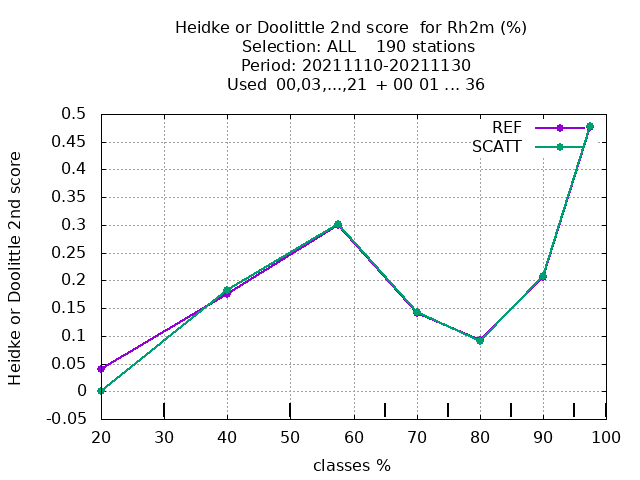 Heidke or Doolittle 2nd score  for Rh2m (%)
Selection: ALL    190 stations
Period: 20211110-20211130
Used  00,03,...,21  + 00 01 ... 36
REF
SCATT
Heidke or Doolittle 2nd score
0.5
0.45
0.4
0.35
0.3
0.25
0.2
0.15
0.1
0.05
0
-0.05
20 30 40 50 60 70 80 90 100
classes %